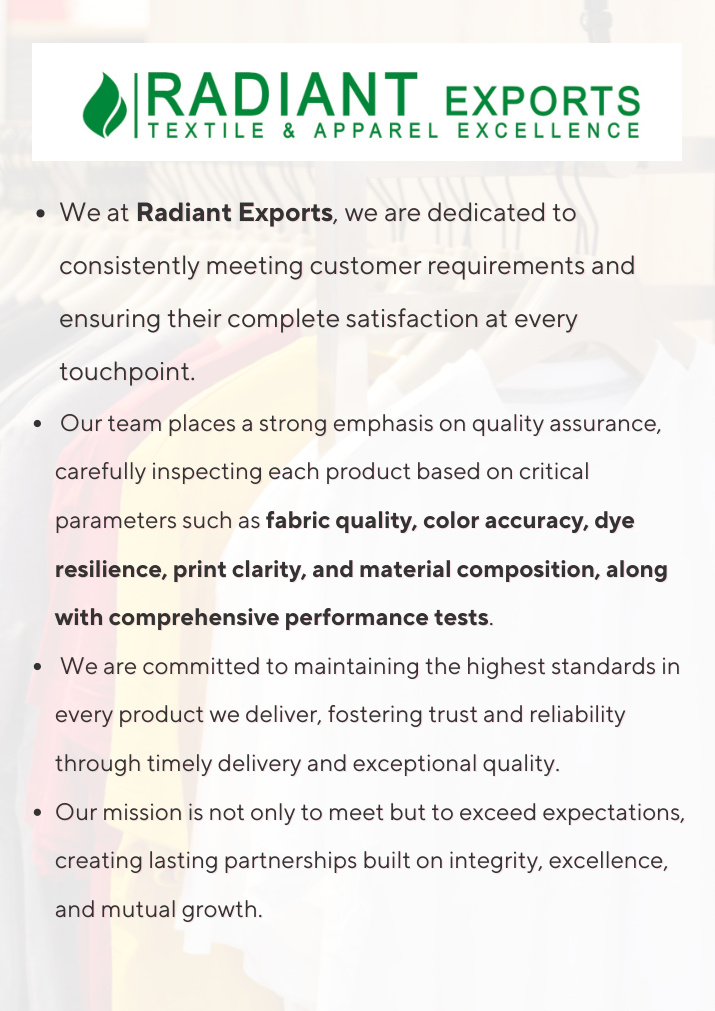 RADIANT EXPORTS
TEXTILE & APPAREL EXCELLENCE
• We at Radiant Exports, we are dedicated to
consistently meeting customer requirements and
ensuring their complete satisfaction at every
touchpoint.
• Our team places a strong emphasis on quality assurance,
carefully inspecting each product based on critical
parameters such as fabric quality, color accuracy, dye
resilience, print clarity, and material composition, along
with comprehensive performance tests.
• We are committed to maintaining the highest standards in
every product we deliver, fostering trust and reliability
through timely delivery and exceptional quality.
• Our mission is not only to meet but to exceed expectations,
creating lasting partnerships built on integrity, excellence,
and mutual growth.